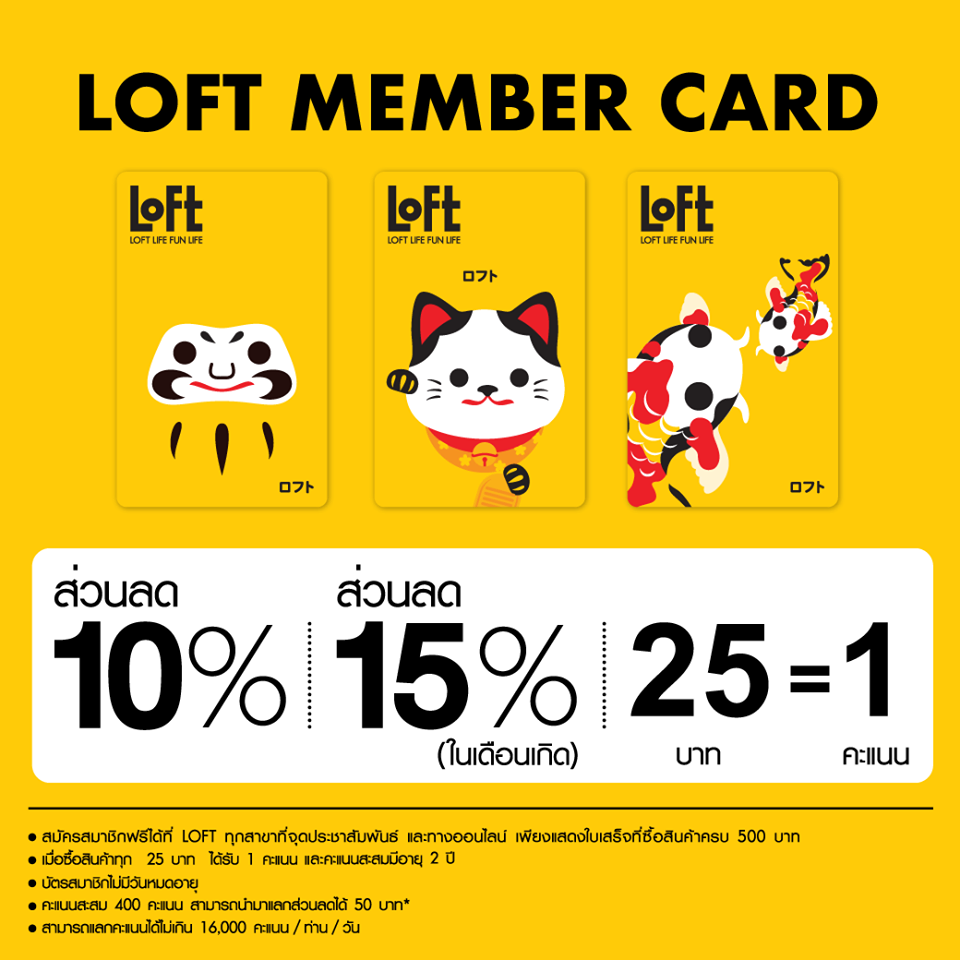 LOFT MEMBER CARD
Loft
LOFT LIFE FUN LIFE
ロフト
Loft
LOFT LIFE FUN LIFE
ロフト
Loft
LOFT LIFE FUN LIFE
ロフト
ส่วนลด
10%
ส่วนลด
15%
(ในเดือนเกิด)
25 = 1
บาท คะแนน
• สมัครสมาชิกฟรีได้ที่ LOFT ทุกสาขาที่จุดประชาสัมพันธ์ และทางออนไลน์ เพียงแสดงใบเสร็จที่ซื้อสินค้าครบ 500 บาท
• เมื่อซื้อสินค้าทุก 25 บาท ได้รับ 1 คะแนน และคะแนนสะสมมีอายุ 2 ปี
• บัตรสมาชิกไม่มีวันหมดอายุ
• คะแนนสะสม 400 คะแนน สามารถนำมาแลกส่วนลดได้ 50 บาท*
• สามารถแลกคะแนนได้ไม่เกิน 16,000 คะแนน / ท่าน / วัน